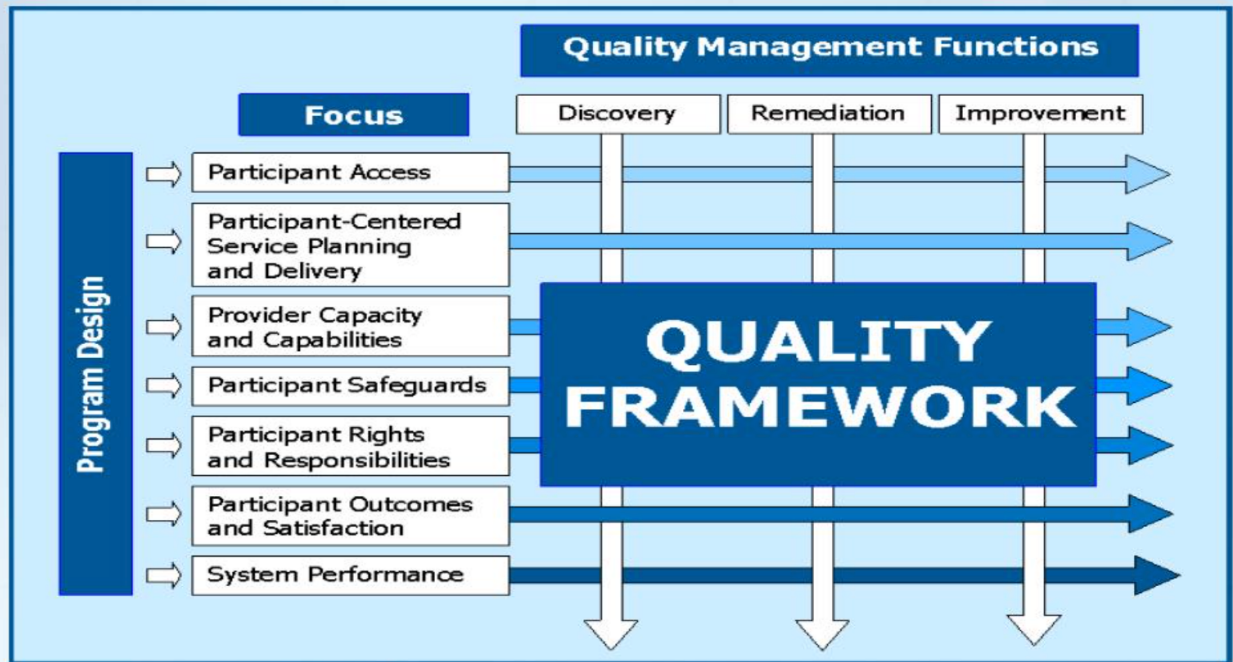 Quality Management Functions
Focus
Discovery
Remediation
Improvement
Program Design
Participant Access
Participant-Centered
Service Planning
and Delivery
Provider Capacity
and Capabilities
Participant Safeguards
Participant Rights
and Responsibilities
Participant Outcomes
and Satisfaction
System Performance
QUALITY
FRAMEWORK